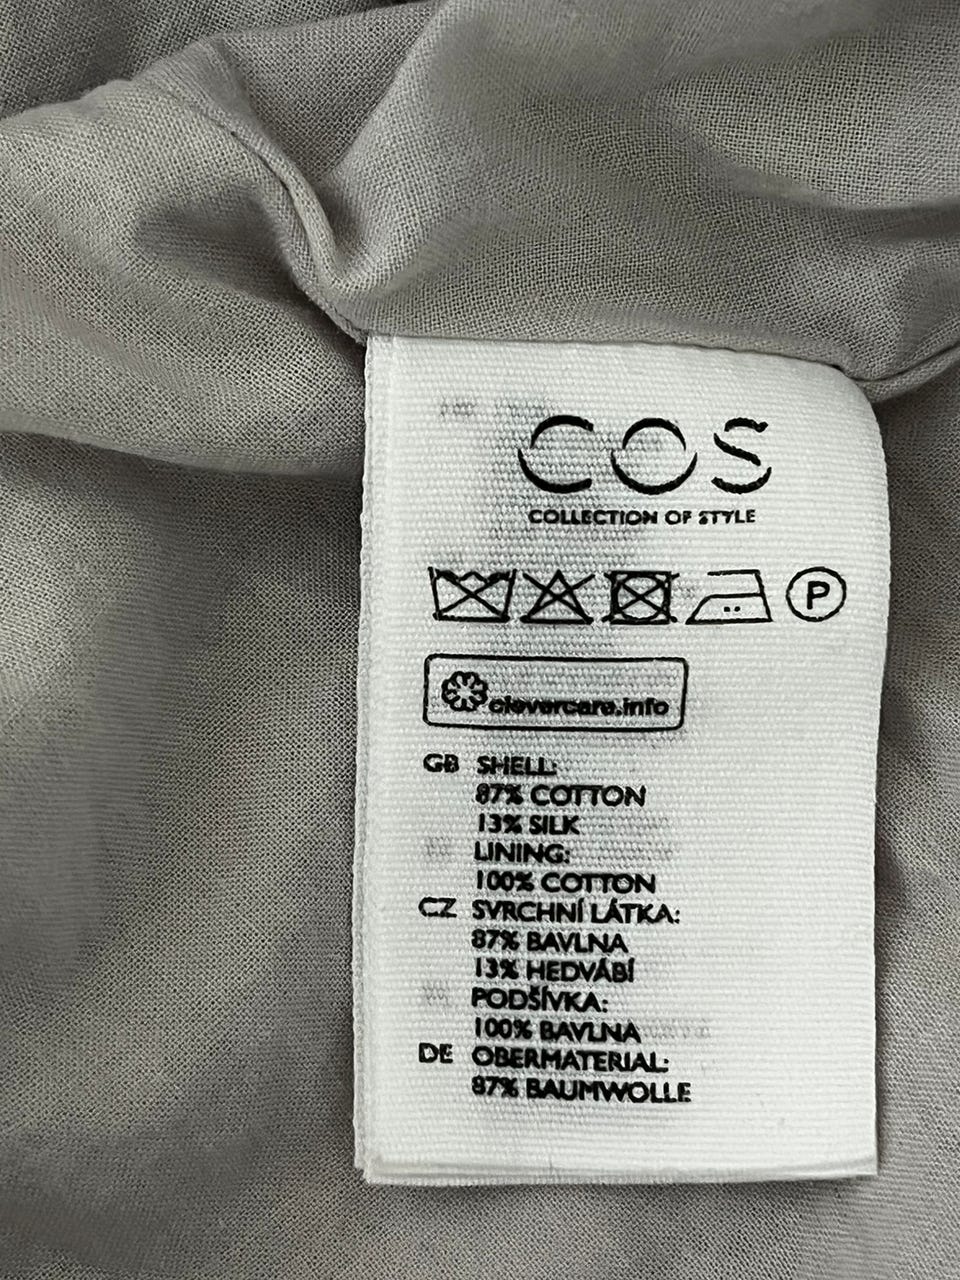 COS
COLLECTION OF STYLE
P
clevercare.info
GB SHELL:
87% COTTON
13% SILK
LINING:
100% COTTON
CZ SVRCHNÍ LÁTKA:
87% BAVLNA
13% HEDVÁBÍ
PODŠÍVKA:
100% BAVLNA
DE OBERMATERIAL:
87% BAUMWOLLE